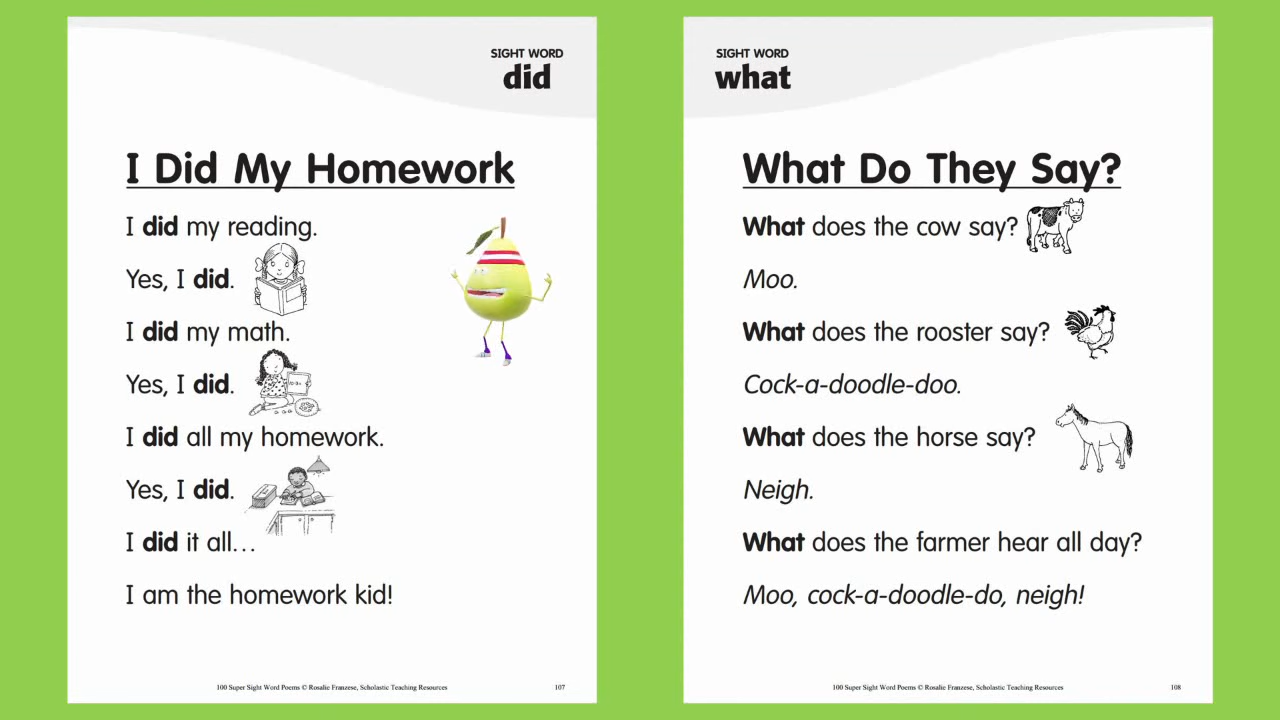 SIGHT WORD
did
I Did My Homework
I did my reading.
Yes, I did.
I did my math.
Yes, I did.
I did all my homework.
Yes, I did.
I did it all…
I am the homework kid!
100 Super Sight Word Poems © Rosalie Franzese, Scholastic Teaching Resources
107
SIGHT WORD
what
What Do They Say?
What does the cow say?
Moo.
What does the rooster say?
Cock-a-doodle-doo.
What does the horse say?
Neigh.
What does the farmer hear all day?
Moo, cock-a-doodle-do, neigh!
100 Super Sight Word Poems © Rosalie Franzese, Scholastic Teaching Resources
108